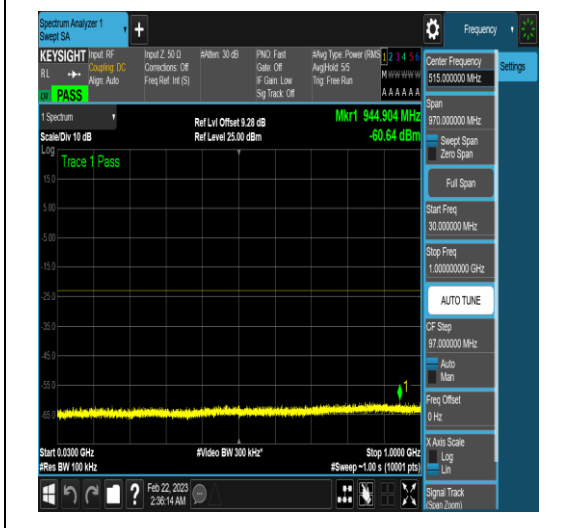 Spectrum Analyzer 1
Swept SA
+
Frequency
KEYSIGHT
Input: RF
Coupling: DC
Align: Auto
Input Z: 50 Ω
Corrections: Off
Freq Ref: Int (S)
#Atten: 30 dB
PNO: Fast
Gate: Off
IF Gain: Low
Sig Track: Off
#Avg Type: Power (RMS
Avg|Hold: 5/5
Trig: Free Run
1 2 3 4 5 6
M W W W W W
A A A A A A
RL
PASS
Center Frequency
515.000000 MHz
Settings
Span
970.000000 MHz
Swept Span
Zero Span
Full Span
Start Freq
30.000000 MHz
Stop Freq
1.000000000 GHz
AUTO TUNE
CF Step
97.000000 MHz
Auto
Man
Freq Offset
0 Hz
X Axis Scale
Log
Lin
Signal Track
(Span Zoom)
1 Spectrum
Scale/Div 10 dB
Ref Lvl Offset 9.28 dB
Ref Level 25.00 dBm
Mkr1 944.904 MHz
-60.64 dBm
Log
Trace 1 Pass
15.0
5.00
-5.00
-15.0
-25.0
-35.0
-45.0
-55.0
-65.0
1
Start 0.0300 GHz
#Res BW 100 kHz
#Video BW 300 kHz*
Stop 1.0000 GHz
#Sweep ~1.00 s (10001 pts)
?
Feb 22, 2023
2:36:14 AM